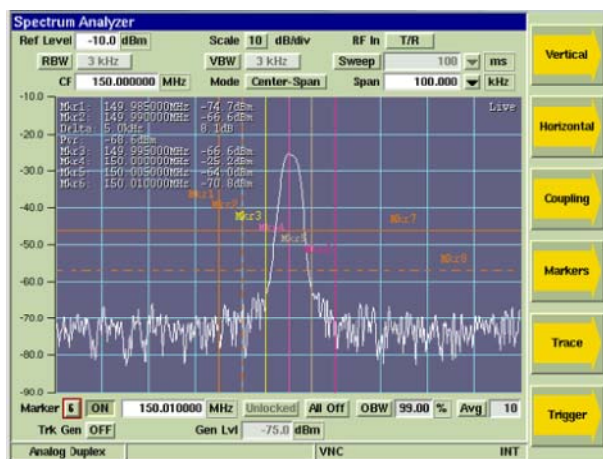 Spectrum Analyzer
Ref Level -10.0 dBm Scale 10 dB/div RF In T/R
RBW 3 kHz VBW 3 kHz Sweep 100 ms
CF 150.000000 MHz Mode Center-Span Span 100.000 kHz
-10.0
Mkr1: 149.985000MHz -74.7dBm Live
Mkr2: 149.990000MHz -66.6dBm
Delta: 5.0kHz 8.1dB
Pwr: -68.6dBm
-20.0
Mkr3: 149.995000MHz -66.6dBm
Mkr4: 150.000000MHz -25.2dBm
Mkr5: 150.005000MHz -64.0dBm
Mkr6: 150.010000MHz -70.8dBm
-30.0
Mkr1
Mkr2
-40.0
Mkr3
Mkr7
Mkr4
Mkr5
-50.0
Mkr8
-60.0
-70.0
-80.0
-90.0
Marker 6 ON 150.010000 MHz Unlocked All Off OBW 99.00 % Avg 10
Trk Gen OFF Gen Lvl -75.0 dBm
Analog Duplex VNC INT
Vertical
Horizontal
Coupling
Markers
Trace
Trigger